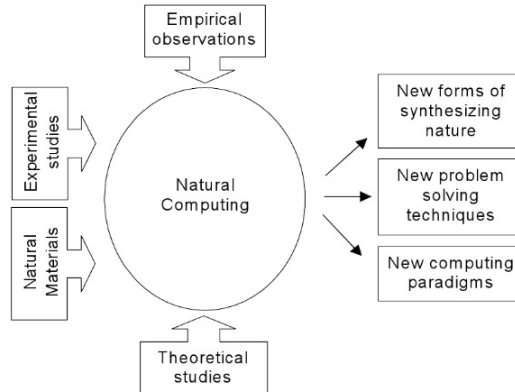 Empirical
observations
Experimental
studies
Natural
Materials
Natural
Computing
Theoretical
studies
New forms of
synthesizing
nature
New problem
solving
techniques
New computing
paradigms